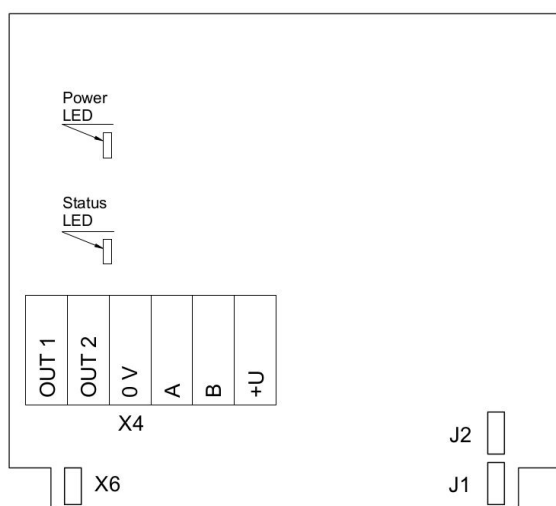 Power
LED
Status
LED
OUT 1
OUT 2
0 V
A
B
+U
X4
J2
X6
J1